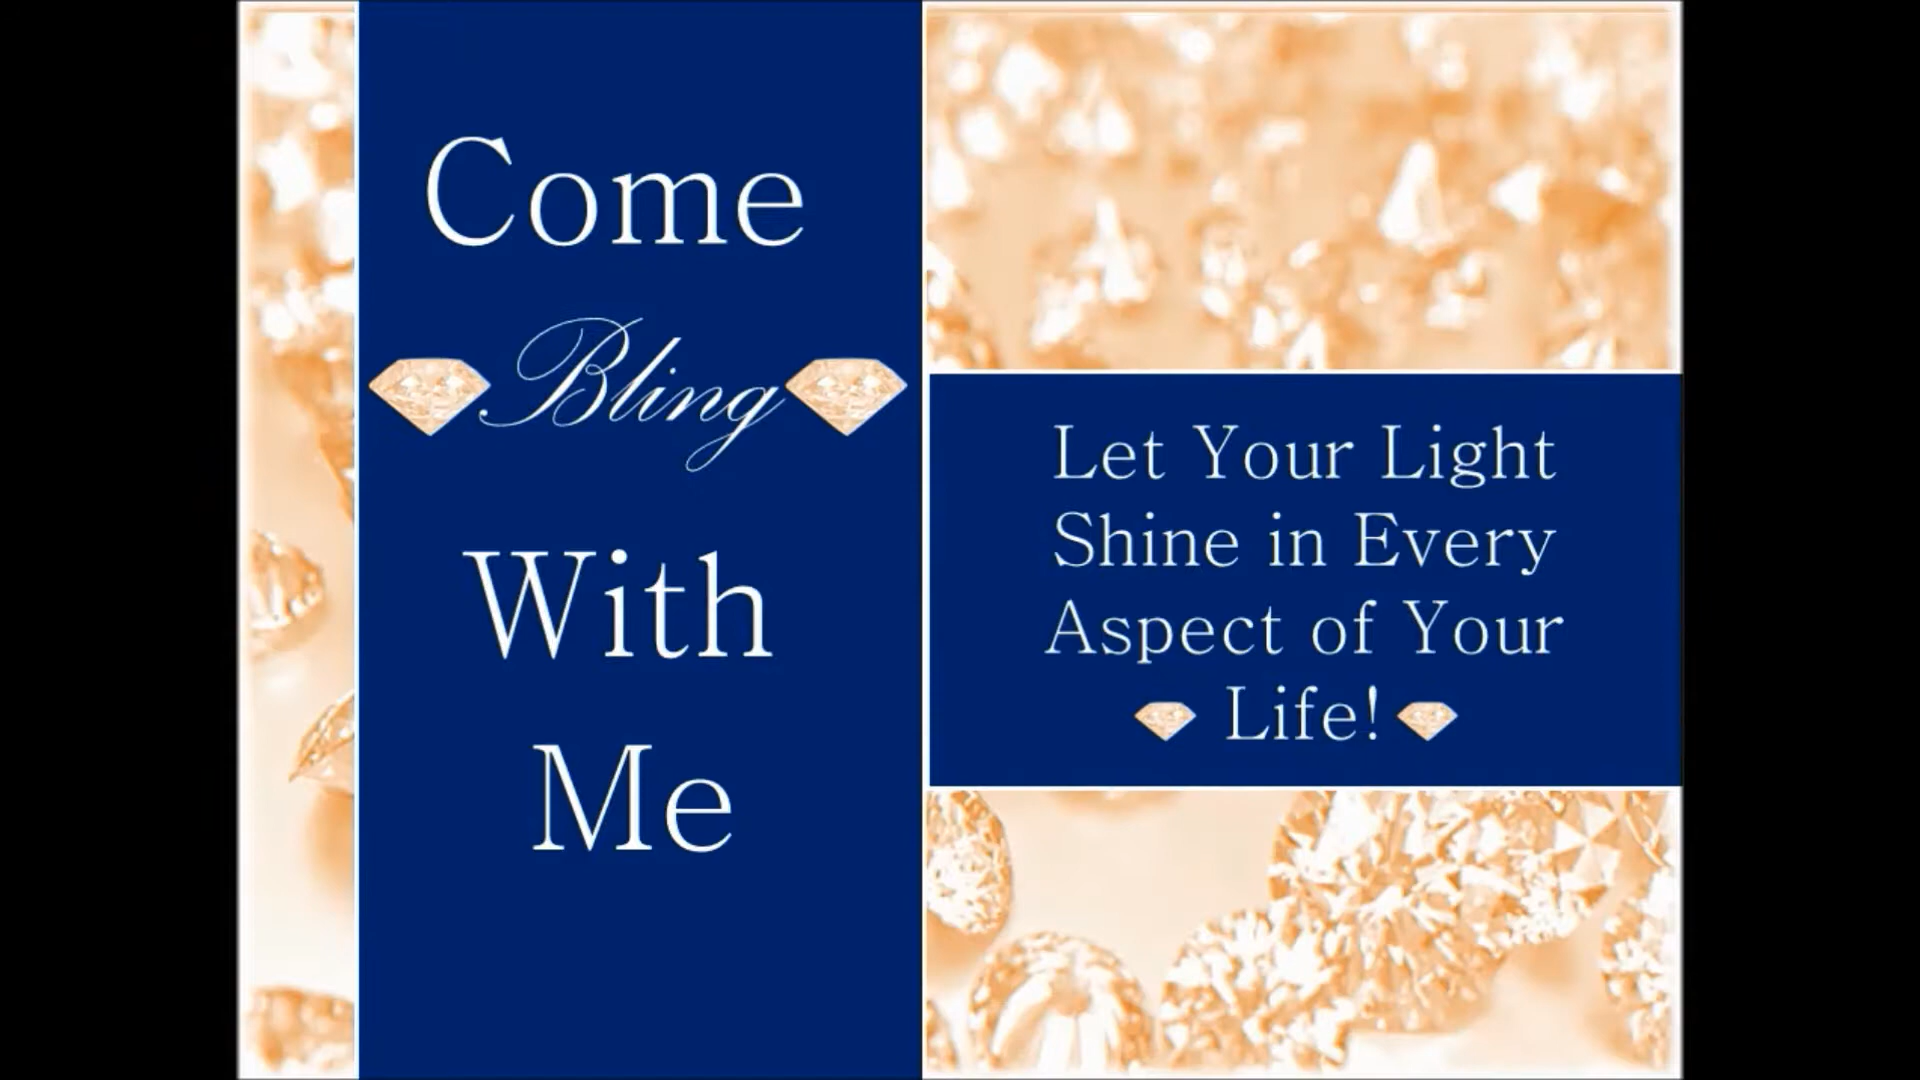 Come
Bling
With
Me
Let Your Light
Shine in Every
Aspect of Your
Life!